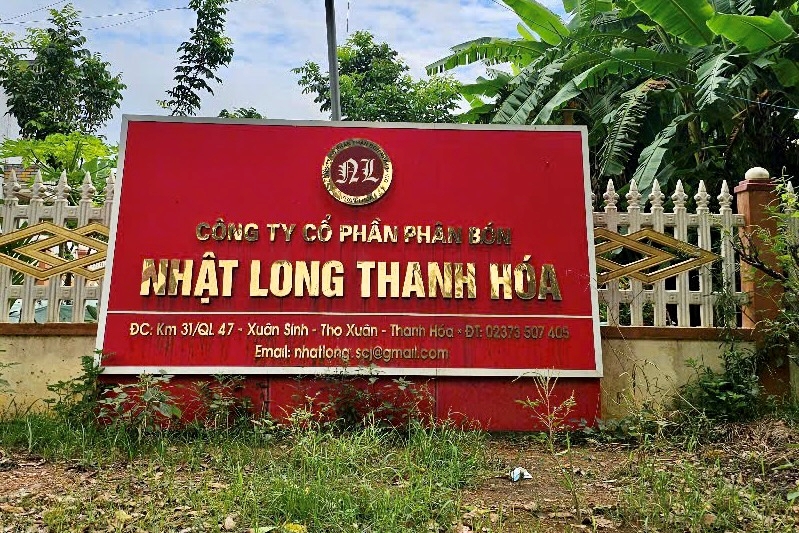 NL
CÔNG TY CỔ PHẦN PHÂN BÓN
NHẬT LONG THANH HÓA
ĐC: Km 31/QL 47 - Xuân Sinh - Thọ Xuân - Thanh Hóa * ĐT: 02373 507 405
Email: nhatlong.scj@gmail.com